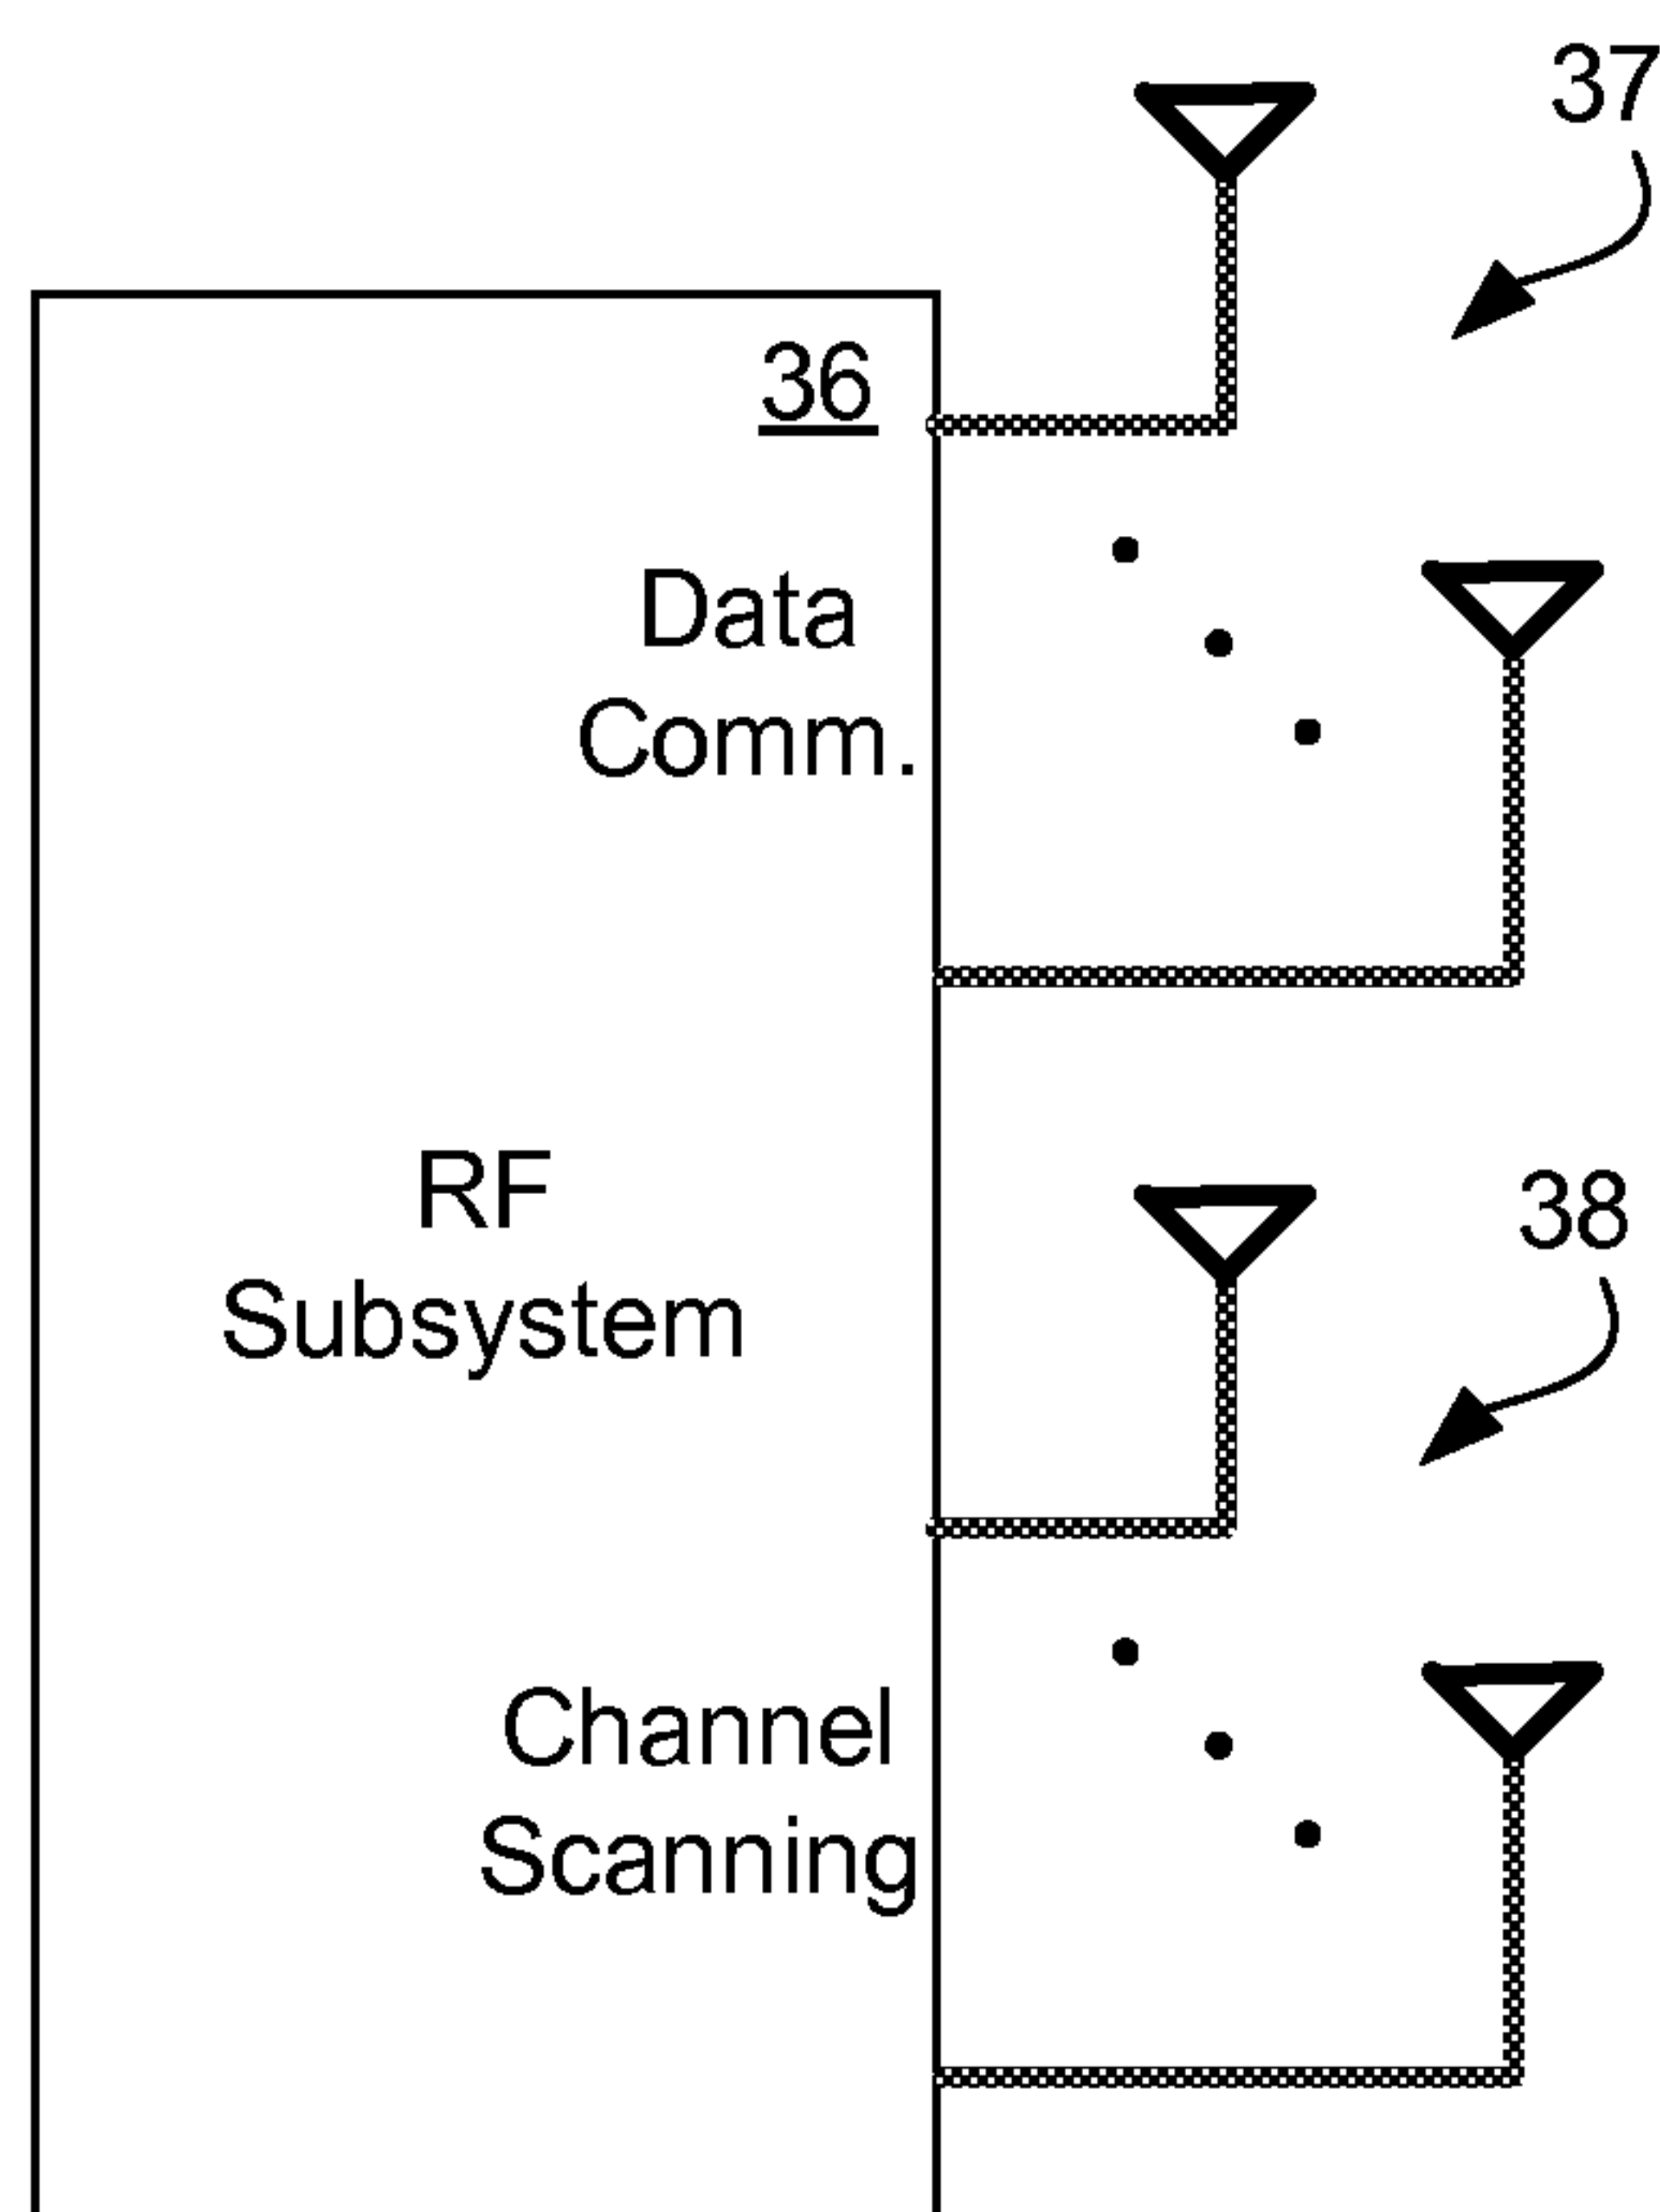 37
36
Data
Comm.
RF
Subsystem
38
Channel
Scanning